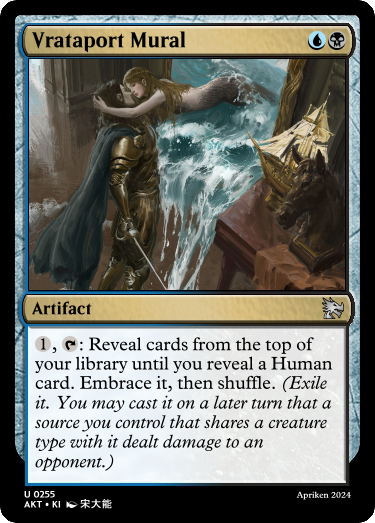 Vrataport Mural
Artifact
1, T: Reveal cards from the top of
your library until you reveal a Human
card. Embrace it, then shuffle. (Exile
it. You may cast it on a later turn that a
source you control that shares a creature
type with it dealt damage to an
opponent.)
U 0255
AKT • KI 宋大能
Apriken 2024